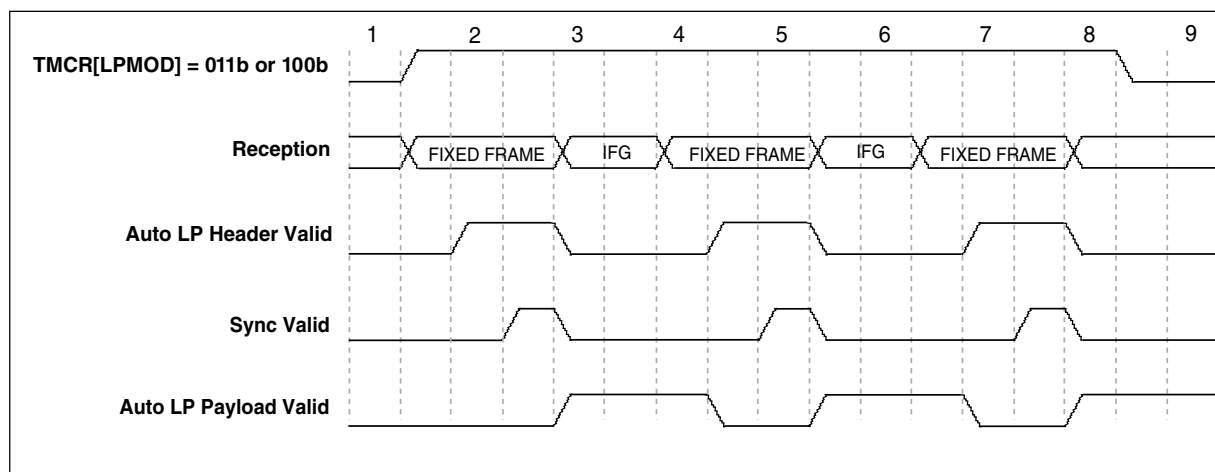 1 2 3 4 5 6 7 8 9
TMCR[LPMOD] = 011b or 100b
Reception FIXED FRAME IFG FIXED FRAME IFG FIXED FRAME
Auto LP Header Valid
Sync Valid
Auto LP Payload Valid